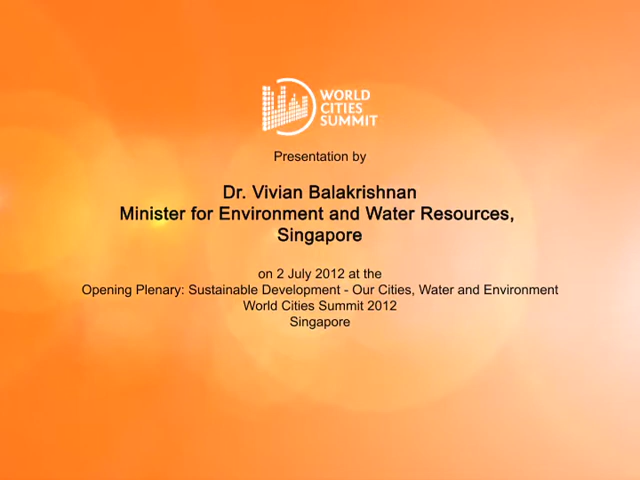 WORLD
CITIES
SUMMIT
Presentation by
Dr. Vivian Balakrishnan
Minister for Environment and Water Resources,
Singapore
on 2 July 2012 at the
Opening Plenary: Sustainable Development - Our Cities, Water and Environment
World Cities Summit 2012
Singapore